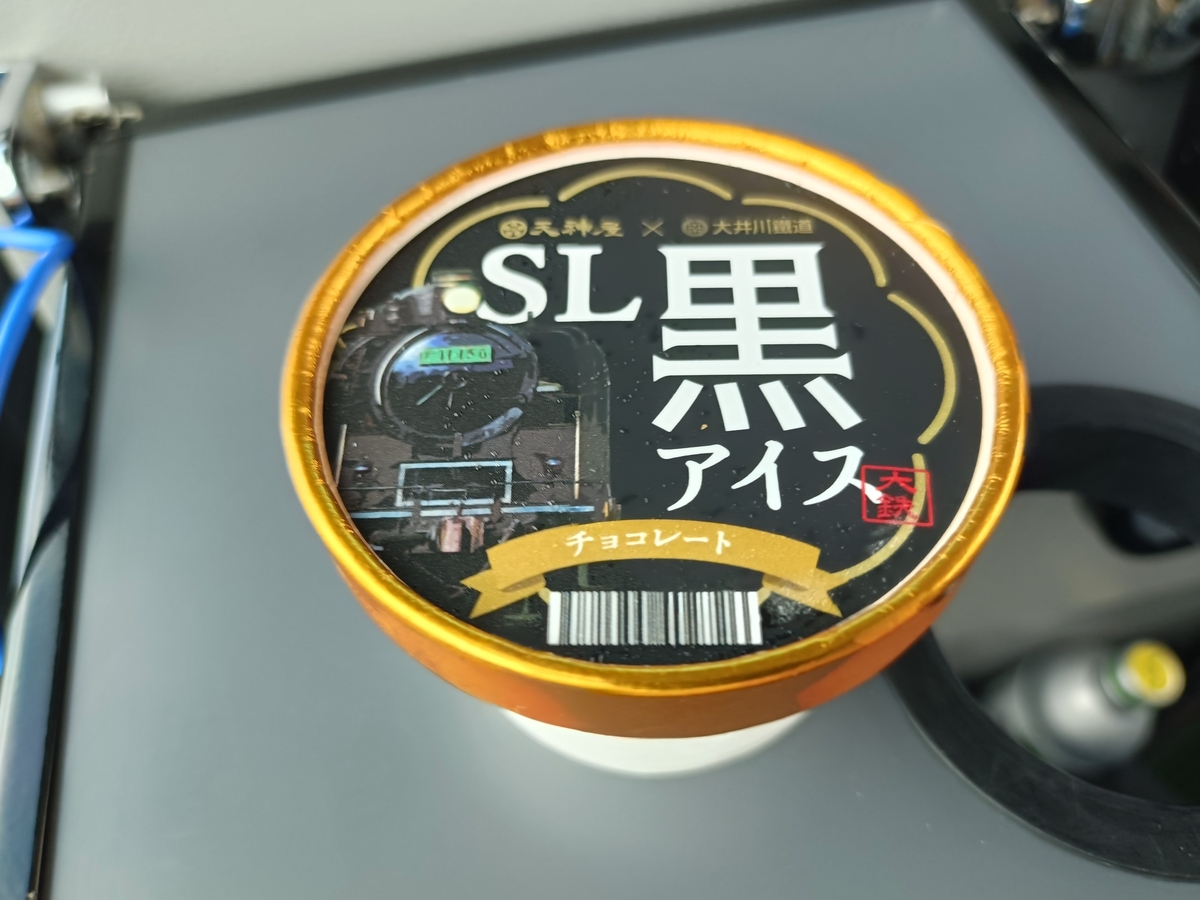 天神屋 × 大井川鐵道
SL黒
アイス
大鉄
チョコレート